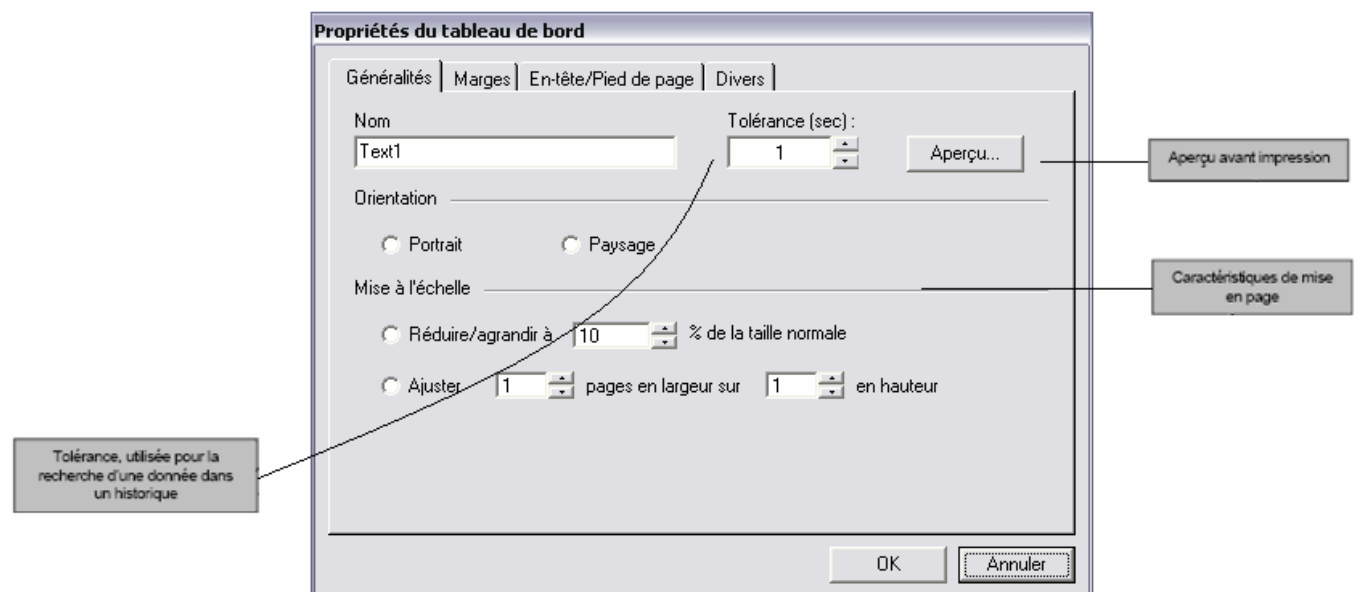 Propriétés du tableau de bord
Généralités Marges En-tête/Pied de page Divers
Nom Tolérance (sec) :
Text1 1 Aperçu...
Aperçu avant impression
Orientation
Portrait Paysage
Mise à l'échelle
Caractéristiques de mise
en page
Réduire/agrandir à 10 % de la taille normale
Ajuster 1 pages en largeur sur 1 en hauteur
Tolérance, utilisée pour la
recherche d'une donnée dans
un historique
OK Annuler